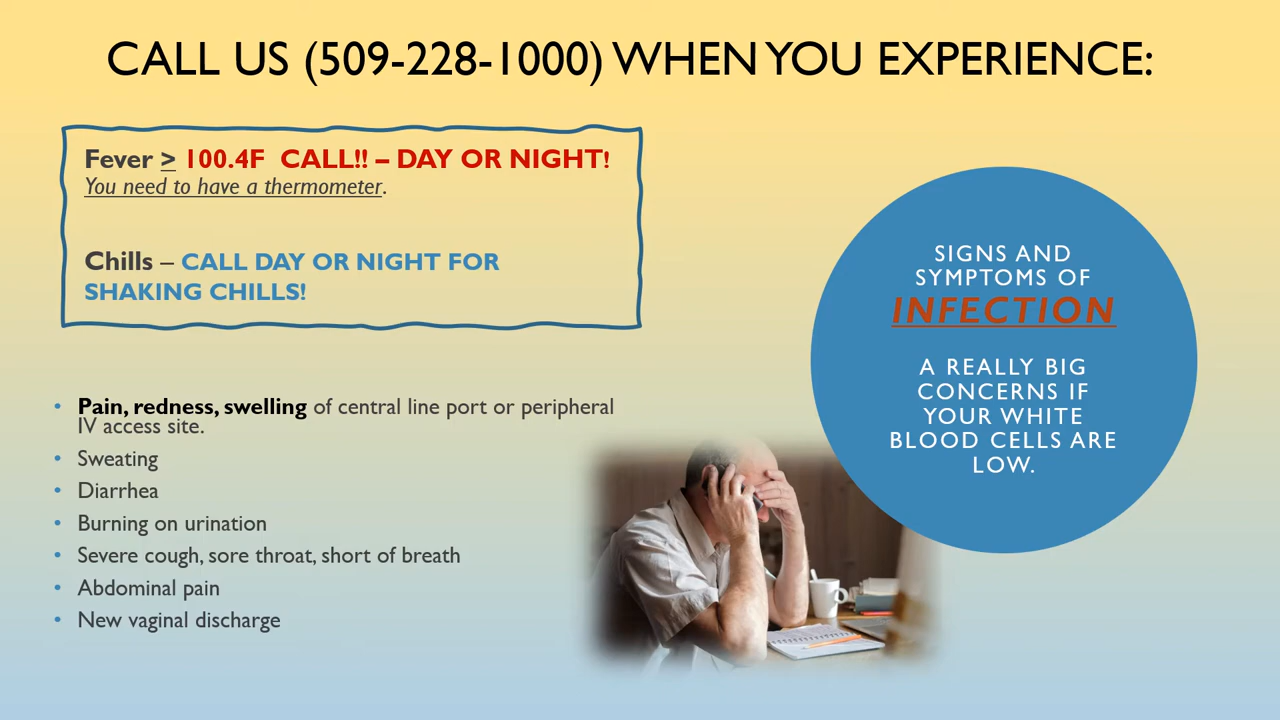 CALL US (509-228-1000) WHEN YOU EXPERIENCE:
Fever > 100.4F CALL!! – DAY OR NIGHT!
You need to have a thermometer.
Chills – CALL DAY OR NIGHT FOR
SHAKING CHILLS!
• Pain, redness, swelling of central line port or peripheral
IV access site.
• Sweating
• Diarrhea
• Burning on urination
• Severe cough, sore throat, short of breath
• Abdominal pain
• New vaginal discharge
SIGNS AND
SYMPTOMS OF
INFECTION
A REALLY BIG
CONCERNS IF
YOUR WHITE
BLOOD CELLS ARE
LOW.